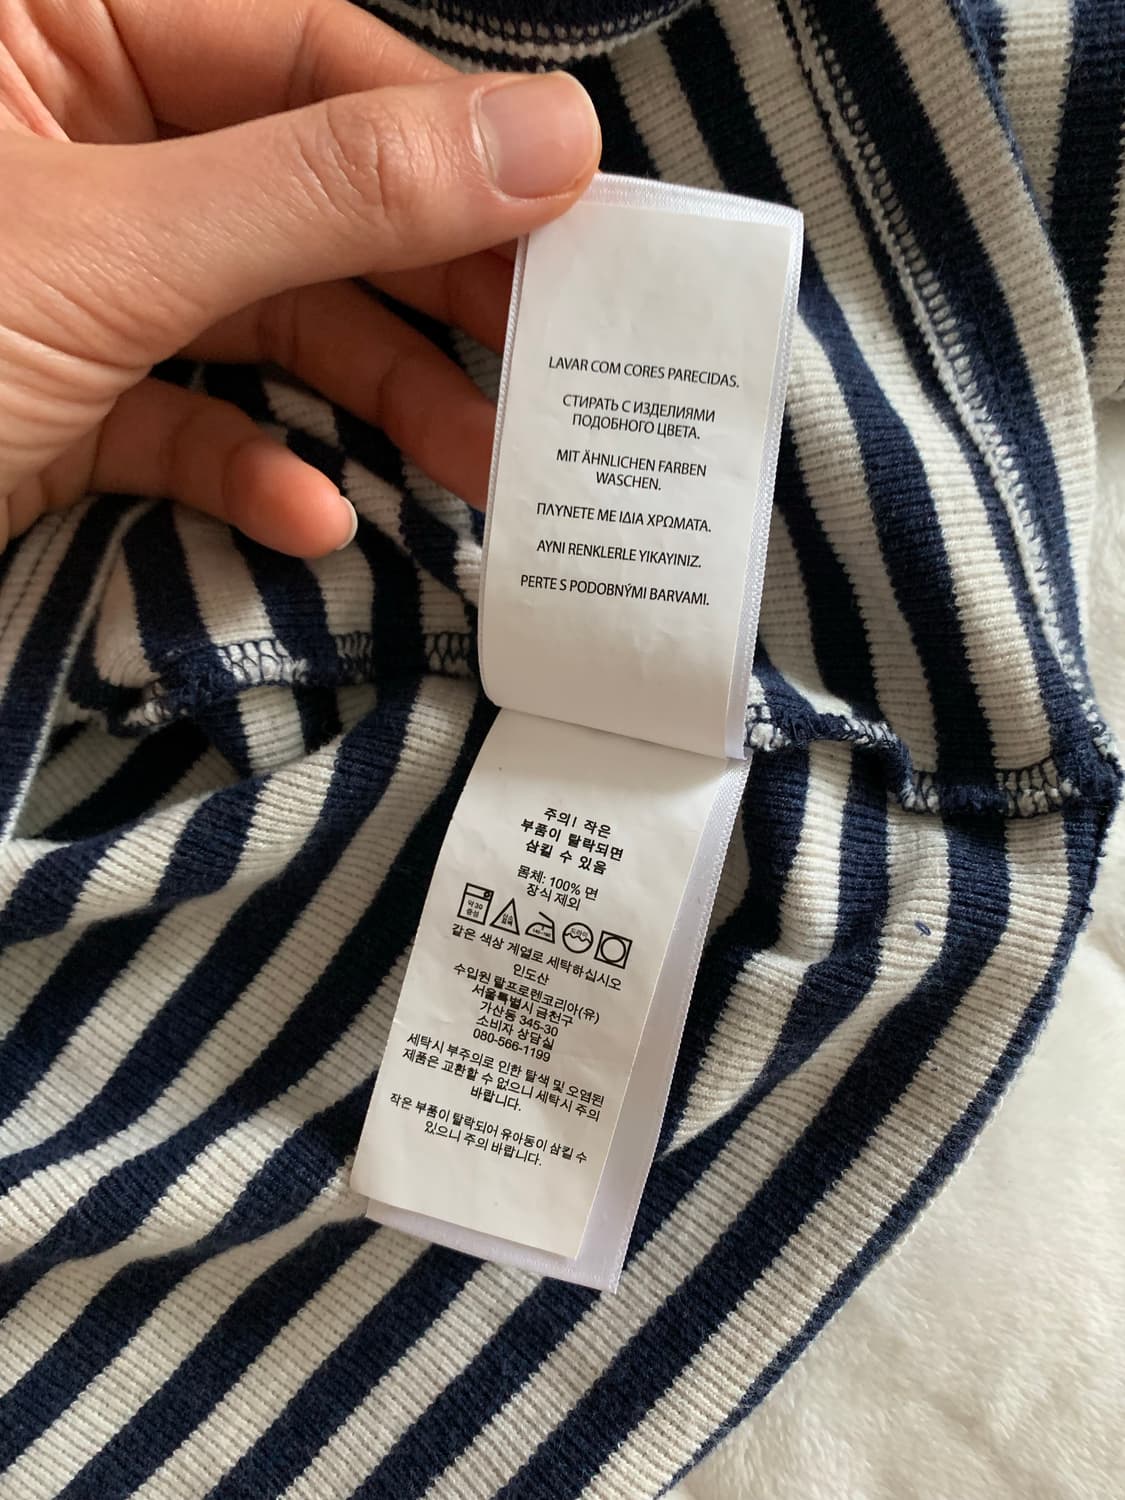 LAVAR COM CORES PARECIDAS.
СТИРАТЬ С ИЗДЕЛИЯМИ
ПОДОБНОГО ЦВЕТА.
MIT ÄHNLICHEN FARBEN
WASCHEN.
ΠΛΥΝΕΤΕ ΜΕ ΙΔΙΑ ΧΡΩΜΑΤΑ.
AYNI RENKLERLE YIKAYINIZ.
PERTE S PODOBNÝMI BARVAMI.
주의! 작은
부품이 탈락되면
삼킬 수 있음
몸체: 100% 면
장식 제외
약 30
중성
드라이
같은 색상 계열로 세탁하십시오
인도산
수입원 랄프로렌코리아(유)
서울특별시 금천구
가산동 345-30
소비자 상담실
080-566-1199
세탁시 부주의로 인한 탈색 및 오염된
제품은 교환할 수 없으니 세탁시 주의
바랍니다.
작은 부품이 탈락되어 유아동이 삼킬 수
있으니 주의 바랍니다.